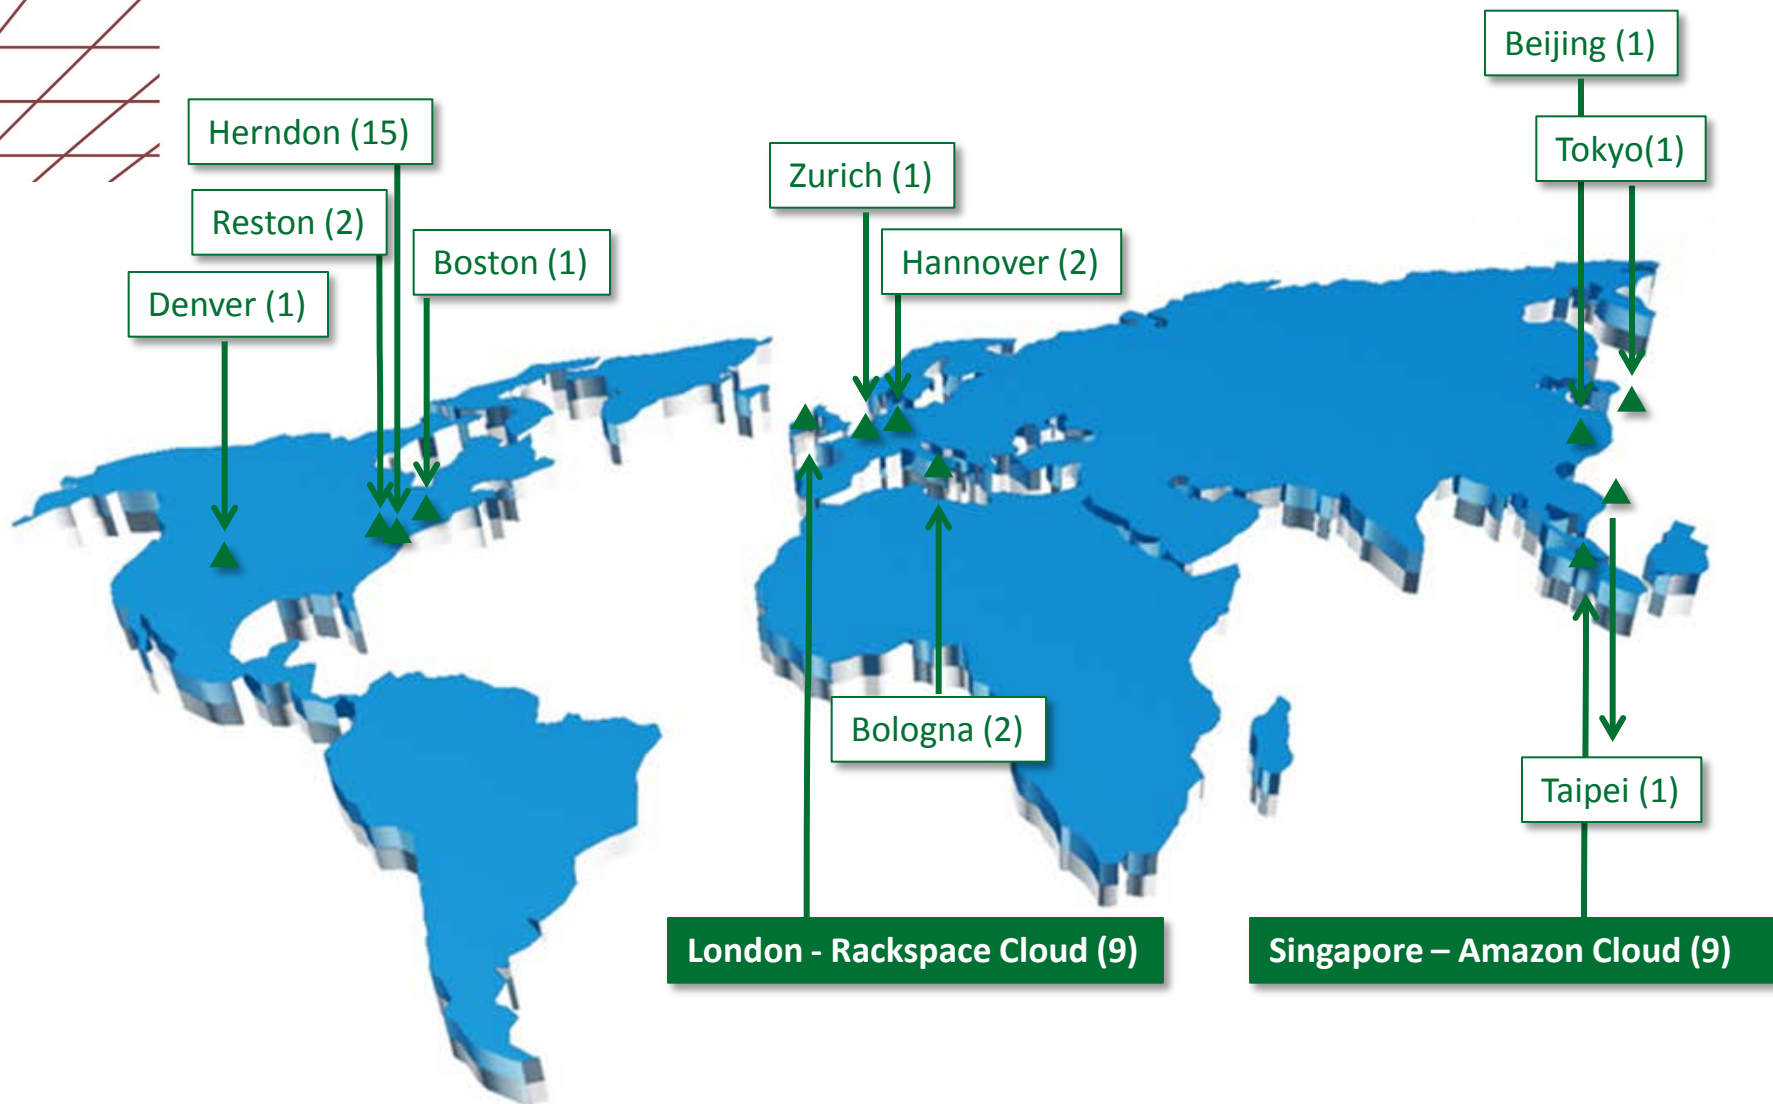 Beijing (1)
Herndon (15)
Tokyo(1)
Zurich (1)
Reston (2)
Boston (1)
Hannover (2)
Denver (1)
Bologna (2)
Taipei (1)
London - Rackspace Cloud (9)
Singapore – Amazon Cloud (9)